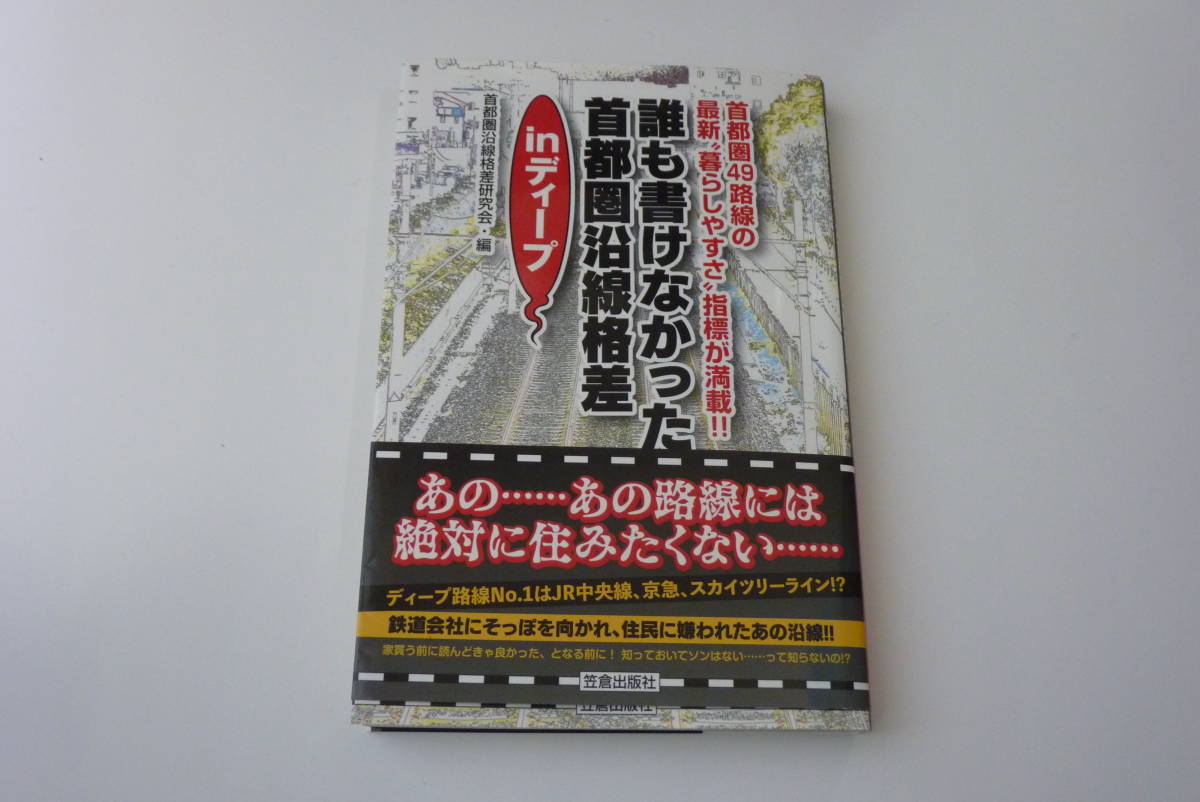 首都圏49路線の
最新〝暮らしやすさ〟指標が満載!!
誰も書けなかった
首都圏沿線格差
inディープ
首都圏沿線格差研究会・編
あの……あの路線には
絶対に住みたくない……
ディープ路線No.1はJR中央線、京急、スカイツリーライン!?
鉄道会社にそっぽを向かれ、住民に嫌われたあの沿線!!
家買う前に読んどきゃ良かった、となる前に！ 知っておいてソンはない……って知らないの!?
笠倉出版社
笠倉出版社